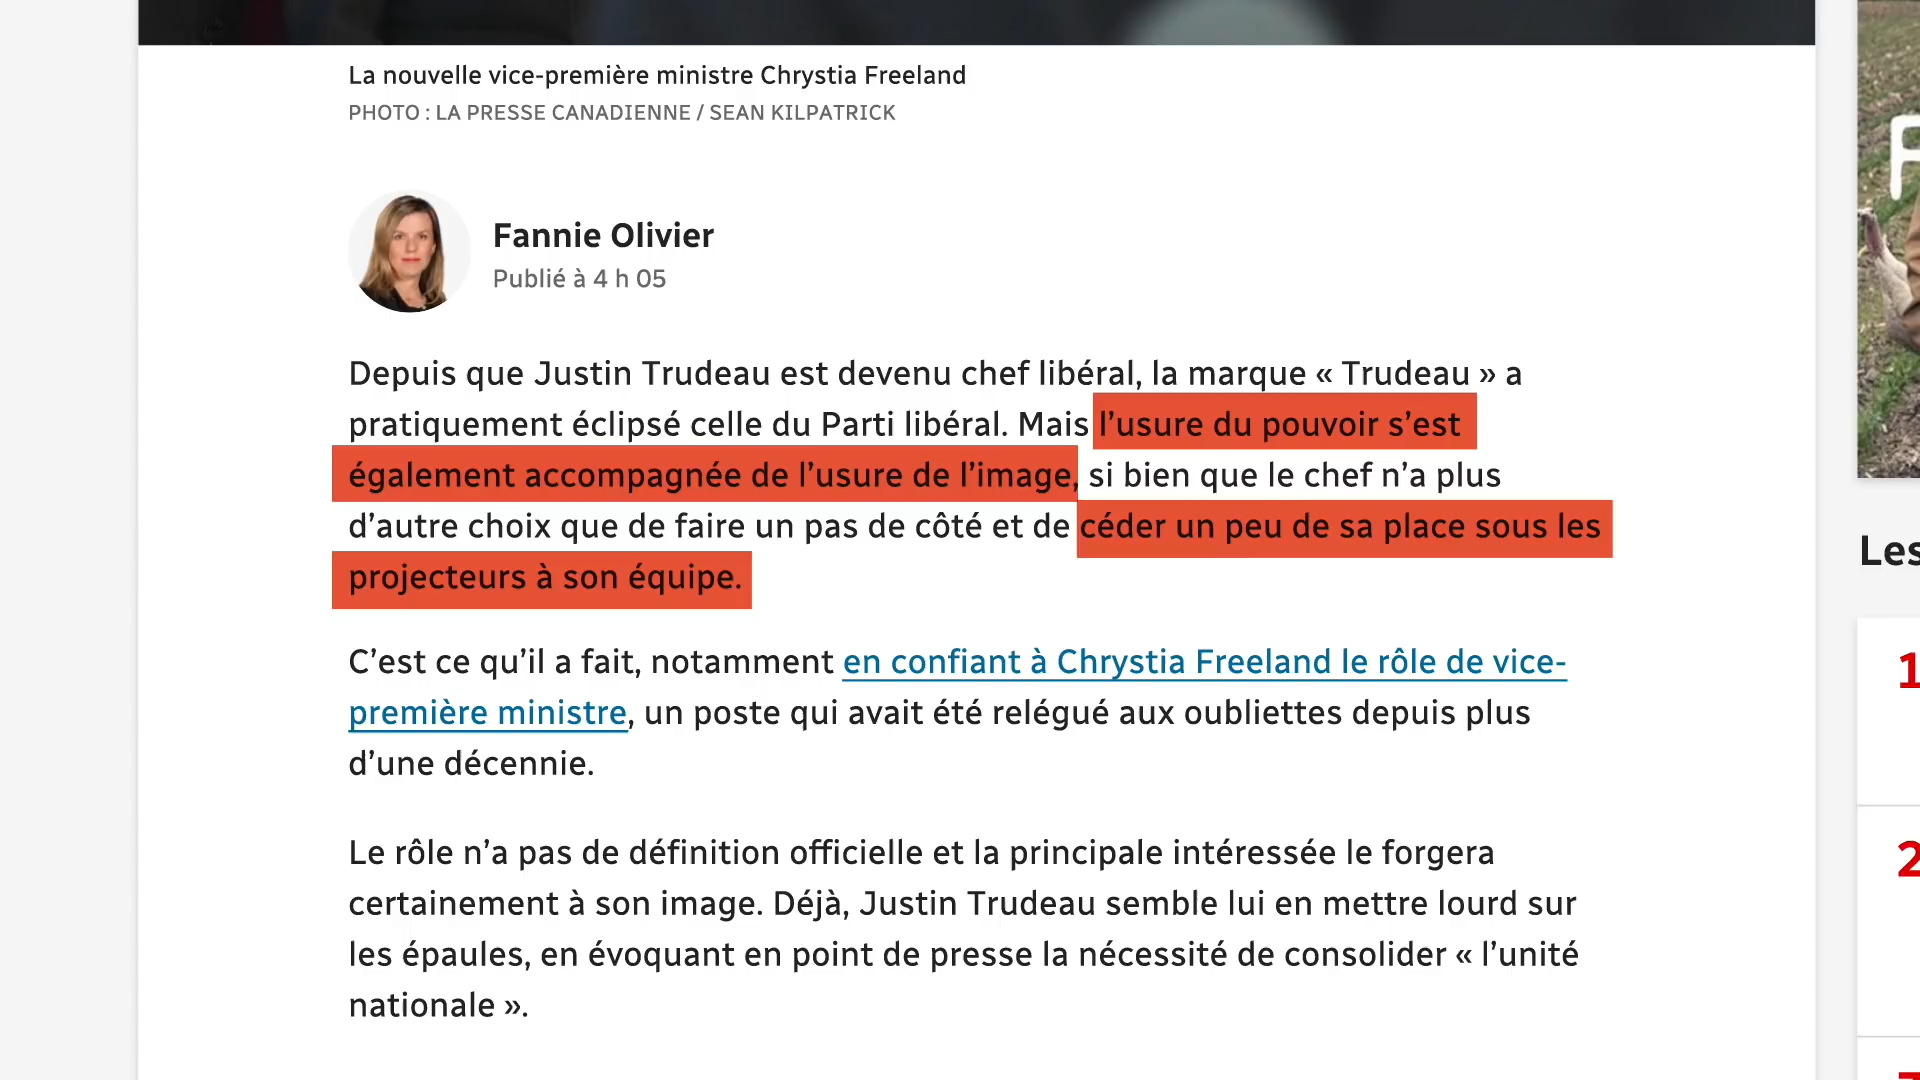 La nouvelle vice-première ministre Chrystia Freeland
PHOTO : LA PRESSE CANADIENNE / SEAN KILPATRICK
Fannie Olivier
Publié à 4 h 05
Depuis que Justin Trudeau est devenu chef libéral, la marque « Trudeau » a
pratiquement éclipsé celle du Parti libéral. Mais l’usure du pouvoir s’est
également accompagnée de l’usure de l’image, si bien que le chef n’a plus
d’autre choix que de faire un pas de côté et de céder un peu de sa place sous les
projecteurs à son équipe.
C’est ce qu’il a fait, notamment en confiant à Chrystia Freeland le rôle de vice-
première ministre, un poste qui avait été relégué aux oubliettes depuis plus
d’une décennie.
Le rôle n’a pas de définition officielle et la principale intéressée le forgera
certainement à son image. Déjà, Justin Trudeau semble lui en mettre lourd sur
les épaules, en évoquant en point de presse la nécessité de consolider « l’unité
nationale ».
Les
1
2